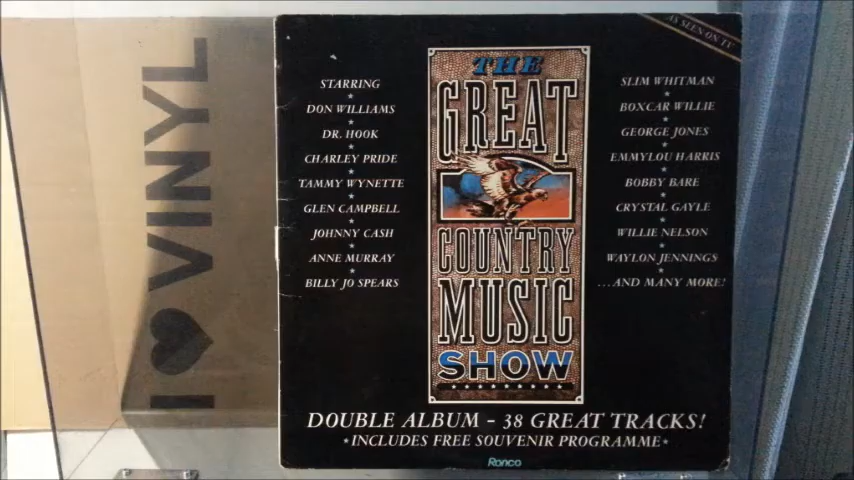 I ♥ VINYL
AS SEEN ON TV
THE
GREAT
COUNTRY
MUSIC
SHOW
STARRING
DON WILLIAMS
DR. HOOK
CHARLEY PRIDE
TAMMY WYNETTE
GLEN CAMPBELL
JOHNNY CASH
ANNE MURRAY
BILLY JO SPEARS
SLIM WHITMAN
BOXCAR WILLIE
GEORGE JONES
EMMYLOU HARRIS
BOBBY BARE
CRYSTAL GAYLE
WILLIE NELSON
WAYLON JENNINGS
...AND MANY MORE!
DOUBLE ALBUM - 38 GREAT TRACKS!
★INCLUDES FREE SOUVENIR PROGRAMME★
Ronco